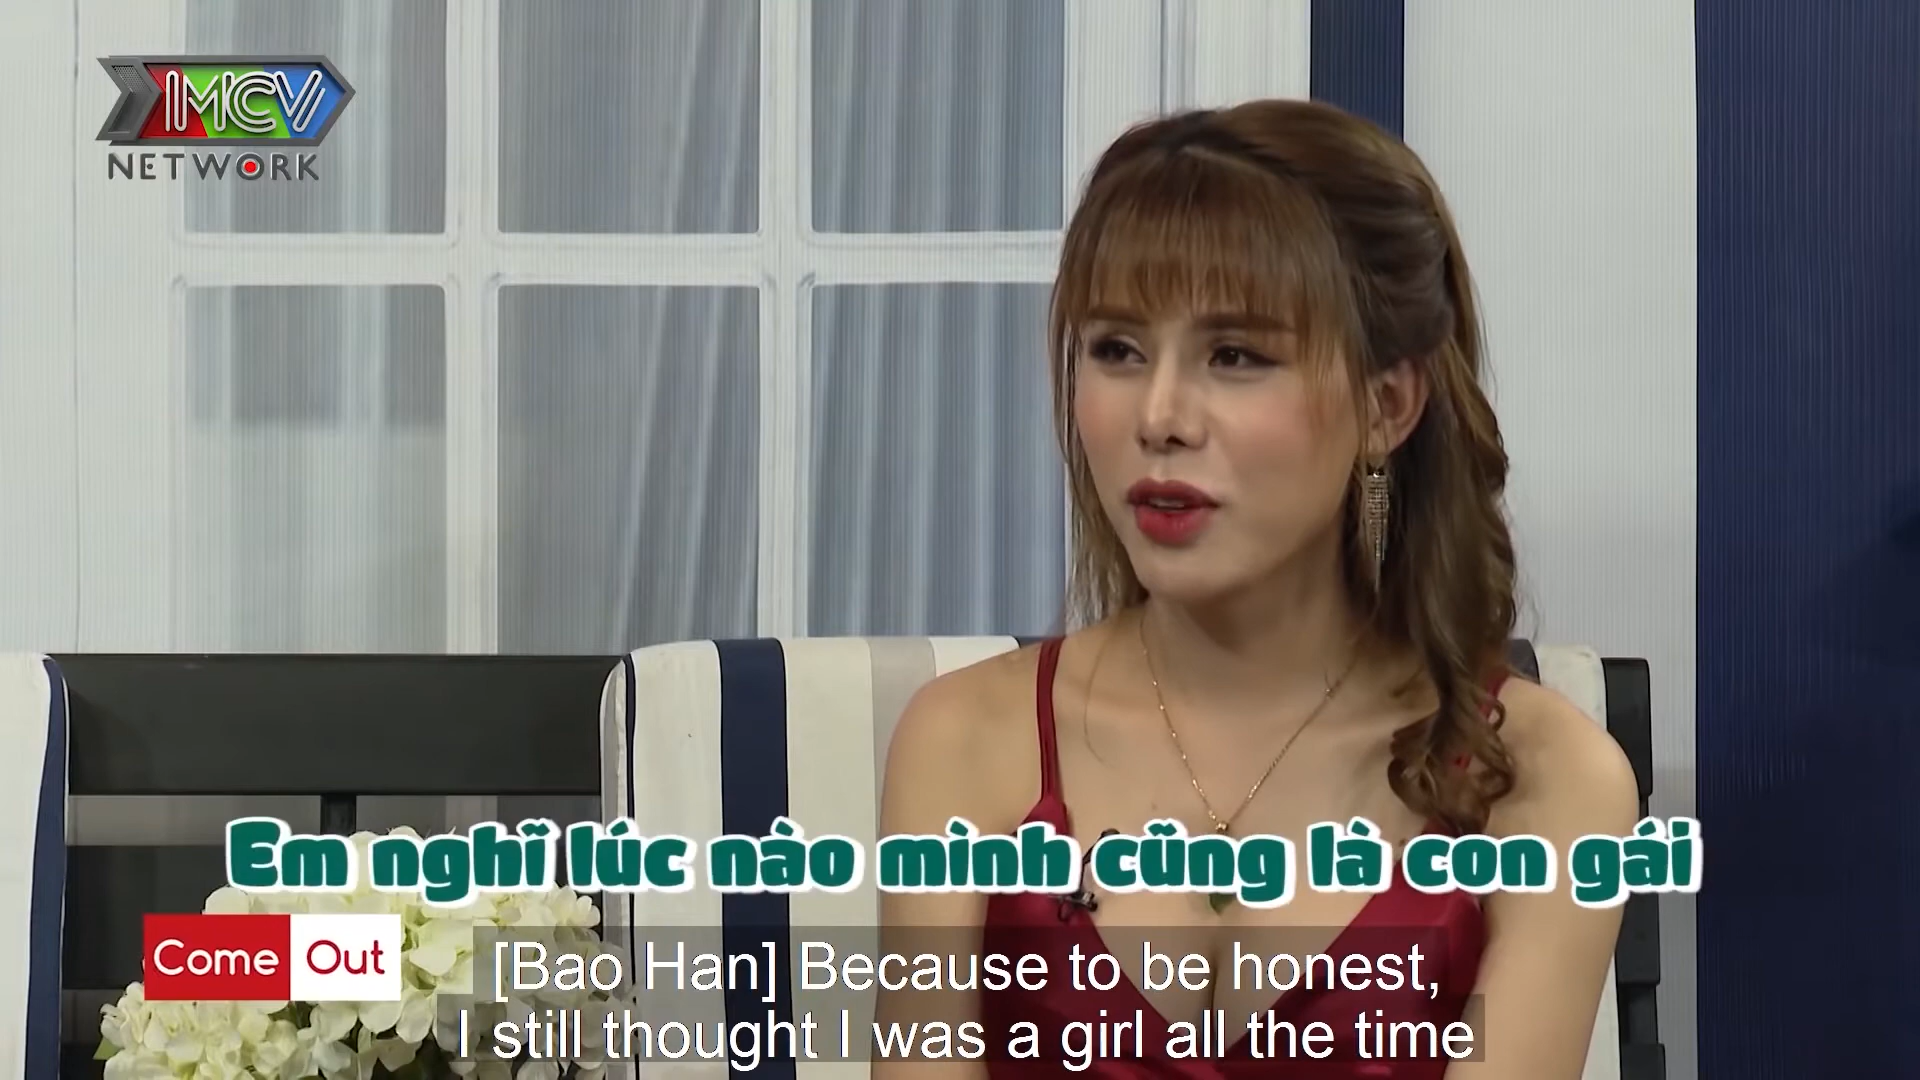 MCV
NETWORK
Em nghĩ lúc nào mình cũng là con gái
Come Out
[Bao Han] Because to be honest,
I still thought I was a girl all the time